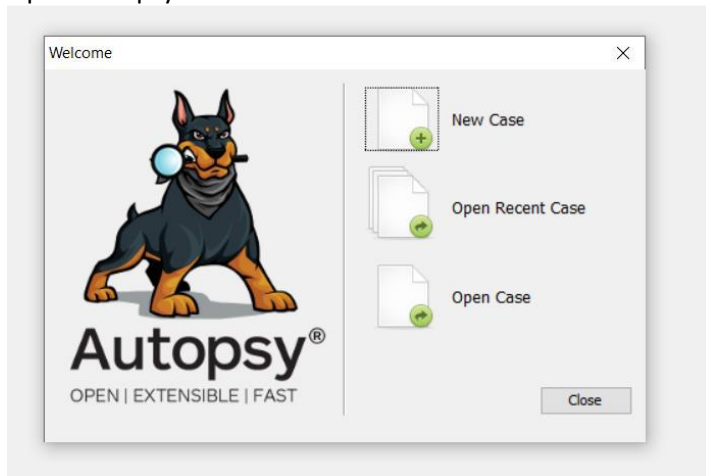 Welcome
New Case
Open Recent Case
Open Case
Autopsy®
OPEN | EXTENSIBLE | FAST
Close